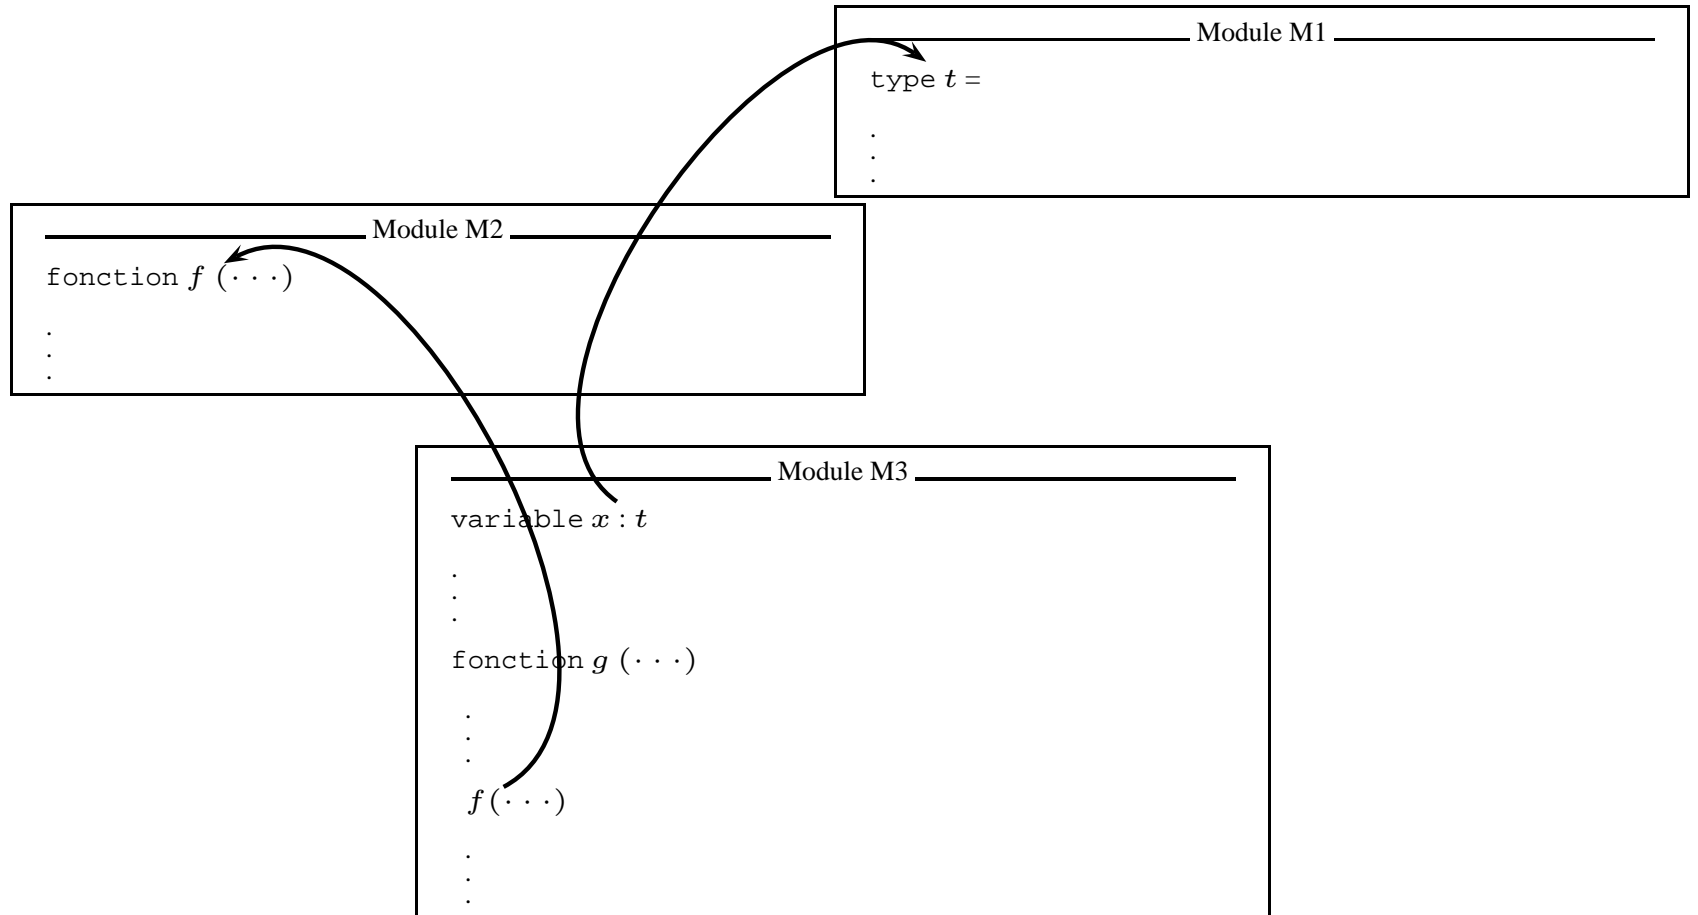 Module M1
type t =
.
.
.
Module M2
fonction f (· · ·)
.
.
.
Module M3
variable x : t
.
.
.
fonction g (· · ·)
.
.
.
f (· · ·)
.
.
.